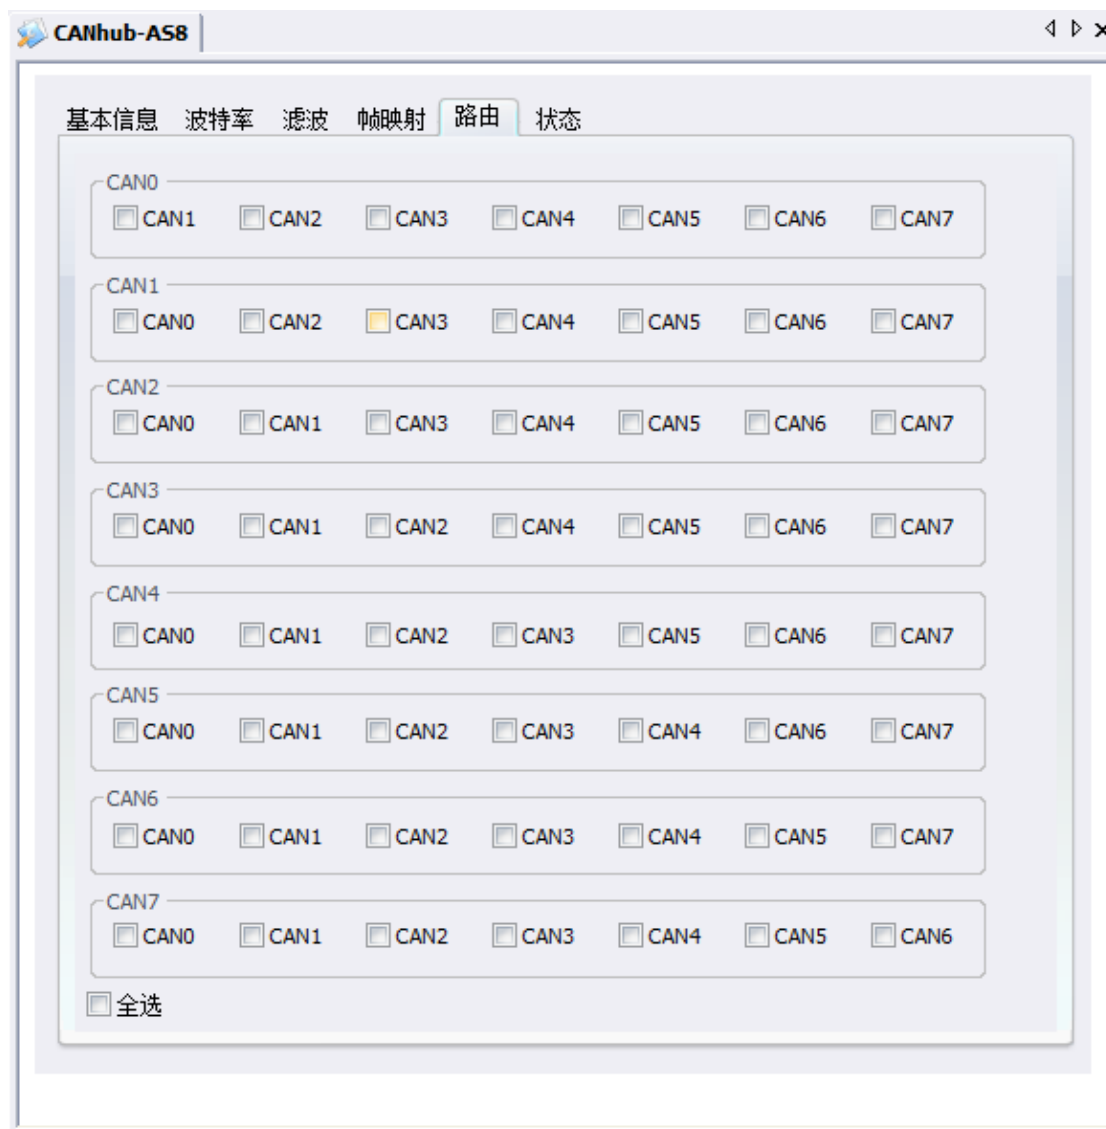 CANhub-AS8
基本信息 波特率 滤波 帧映射 路由 状态
CAN0
CAN1 CAN2 CAN3 CAN4 CAN5 CAN6 CAN7
CAN1
CAN0 CAN2 CAN3 CAN4 CAN5 CAN6 CAN7
CAN2
CAN0 CAN1 CAN3 CAN4 CAN5 CAN6 CAN7
CAN3
CAN0 CAN1 CAN2 CAN4 CAN5 CAN6 CAN7
CAN4
CAN0 CAN1 CAN2 CAN3 CAN5 CAN6 CAN7
CAN5
CAN0 CAN1 CAN2 CAN3 CAN4 CAN6 CAN7
CAN6
CAN0 CAN1 CAN2 CAN3 CAN4 CAN5 CAN7
CAN7
CAN0 CAN1 CAN2 CAN3 CAN4 CAN5 CAN6
全选